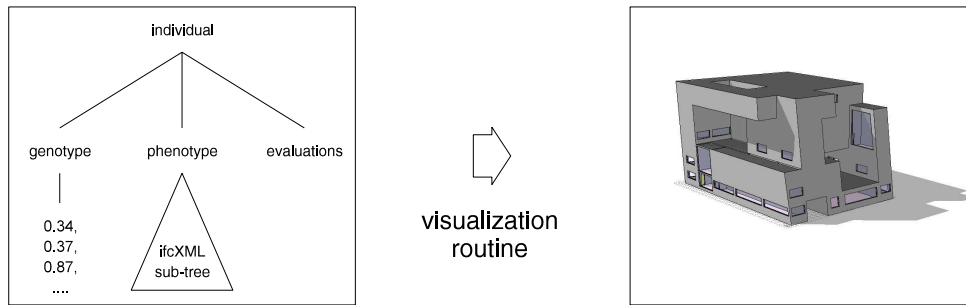 individual
genotype phenotype evaluations
0.34,
0.37,
0.87,
....
ifcXML
sub-tree
visualization
routine